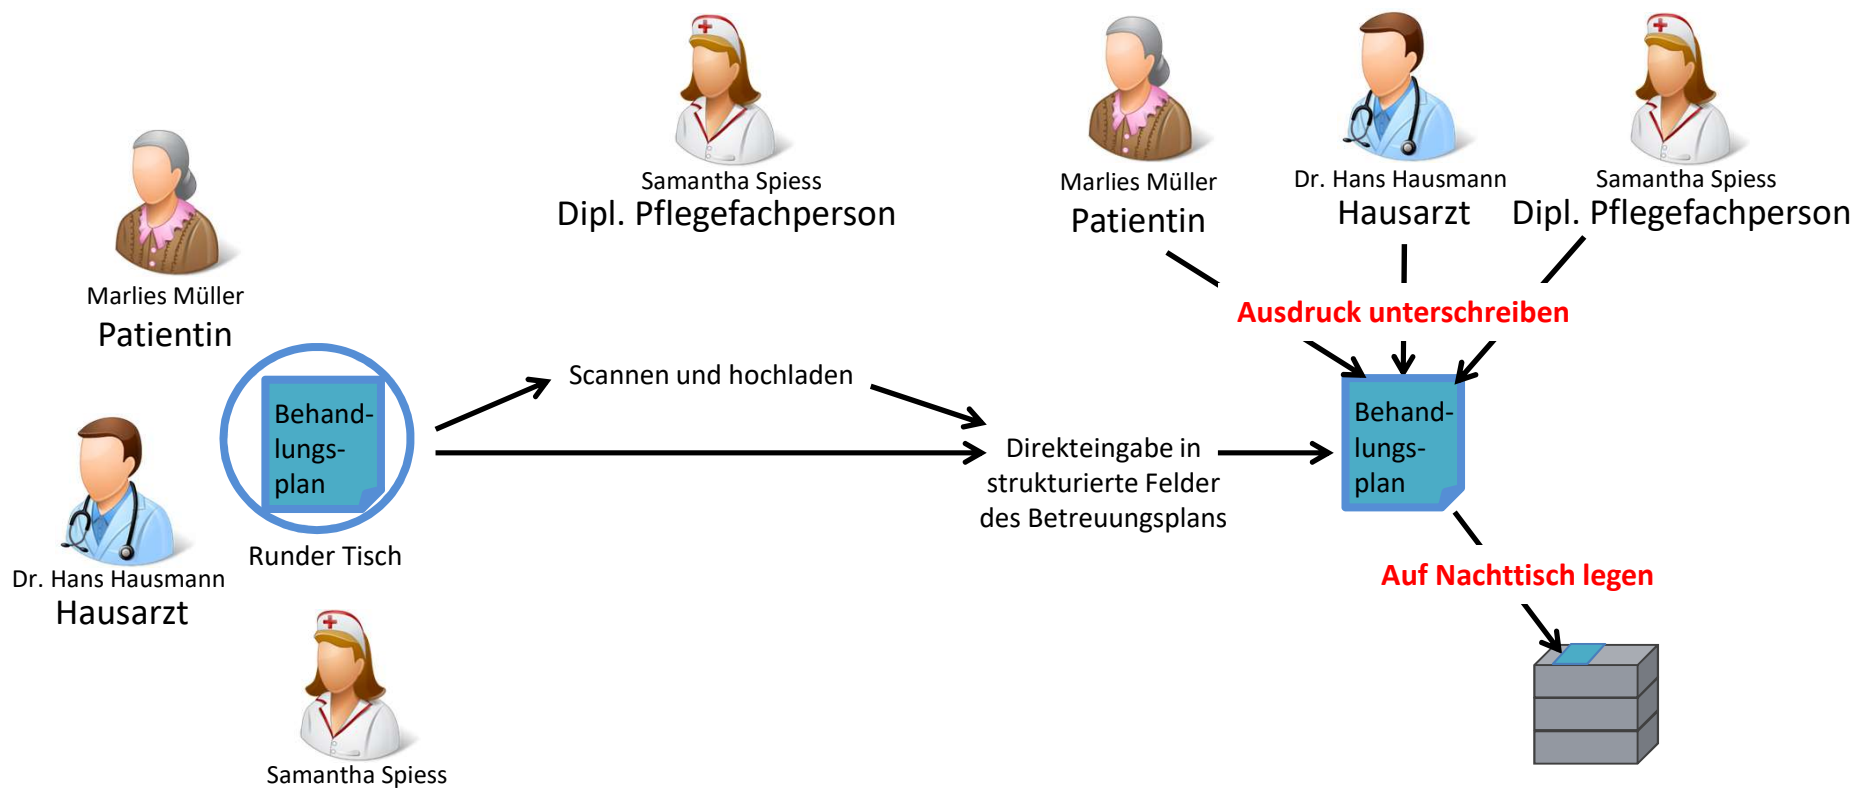 Samantha Spiess
Dipl. Pflegefachperson
Marlies Müller
Patientin
Dr. Hans Hausmann
Hausarzt
Samantha Spiess
Dipl. Pflegefachperson
Marlies Müller
Patientin
Ausdruck unterschreiben
Scannen und hochladen
Behand-
lungs-
plan
Runder Tisch
Direkteingabe in
strukturierte Felder
des Betreuungsplans
Behand-
lungs-
plan
Dr. Hans Hausmann
Hausarzt
Auf Nachttisch legen
Samantha Spiess